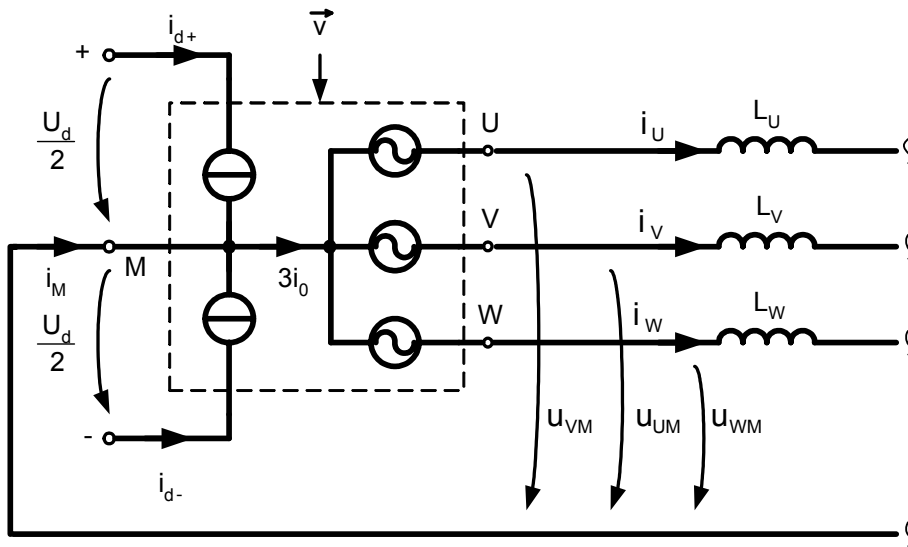 v
i_d+
+
U_d
2
U
i_U
L_U
V
i_V
L_V
i_M
M
3i_0
U_d
2
W
i_W
L_W
u_VM
u_UM
u_WM
-
i_d-